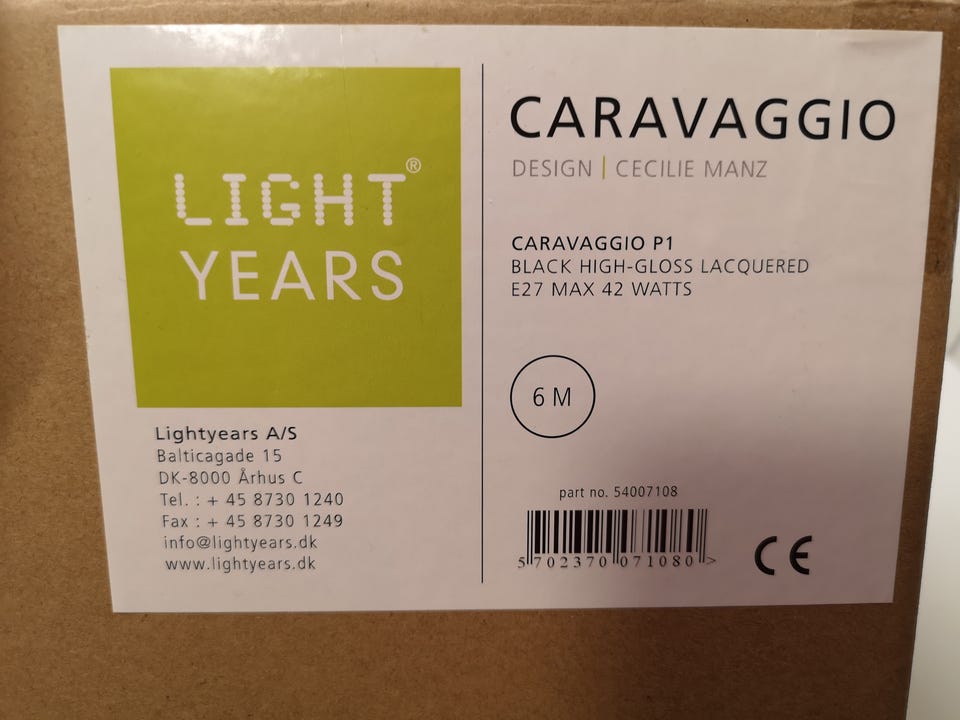 LIGHT®
YEARS
Lightyears A/S
Balticagade 15
DK-8000 Århus C
Tel. : + 45 8730 1240
Fax : + 45 8730 1249
info@lightyears.dk
www.lightyears.dk
CARAVAGGIO
DESIGN | CECILIE MANZ
CARAVAGGIO P1
BLACK HIGH-GLOSS LACQUERED
E27 MAX 42 WATTS
6 M
part no. 54007108
5 702370 071080 >
CE